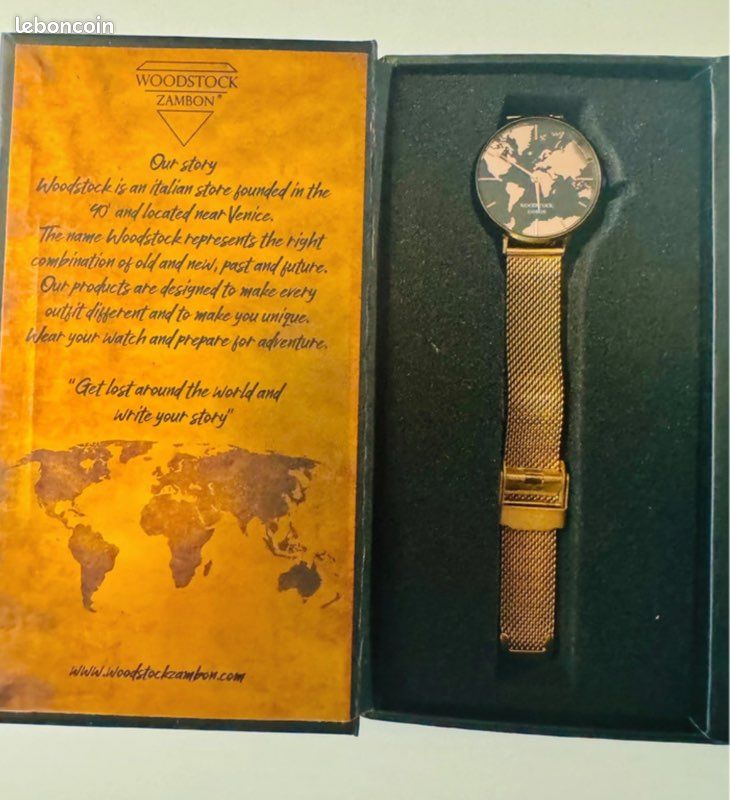 leboncoin
WOODSTOCK
ZAMBON®
Our story
Woodstock is an italian store founded in the
'90' and located near Venice.
The name Woodstock represents the right
combination of old and new, past and future.
Our products are designed to make every
outfit different and to make you unique.
Wear your watch and prepare for adventure.
"Get lost around the world and
write your story"
www.woodstockzambon.com
WOODSTOCK
ZAMBON